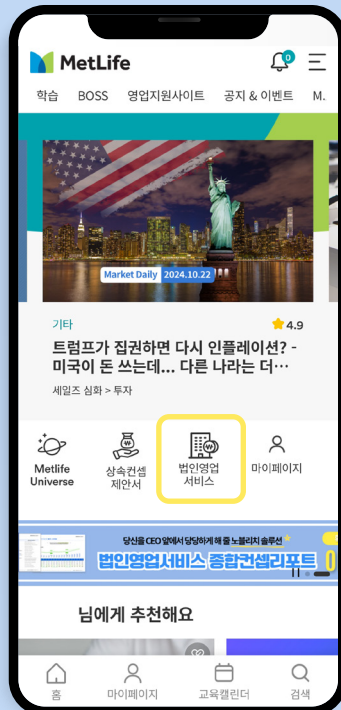 MetLife
0
학습 BOSS 영업지원사이트 공지 & 이벤트 M.
Market Daily 2024.10.22
기타
4.9
트럼프가 집권하면 다시 인플레이션? -
미국이 돈 쓰는데... 다른 나라는 더…
세일즈 심화 > 투자
Metlife
Universe
상속컨셉
제안서
법인영업
서비스
마이페이지
당신을 CEO 앞에서 당당하게 해 줄 노블리치 솔루션
법인영업서비스 종합컨셉리포트
님에게 추천해요
홈
마이페이지
교육캘린더
검색